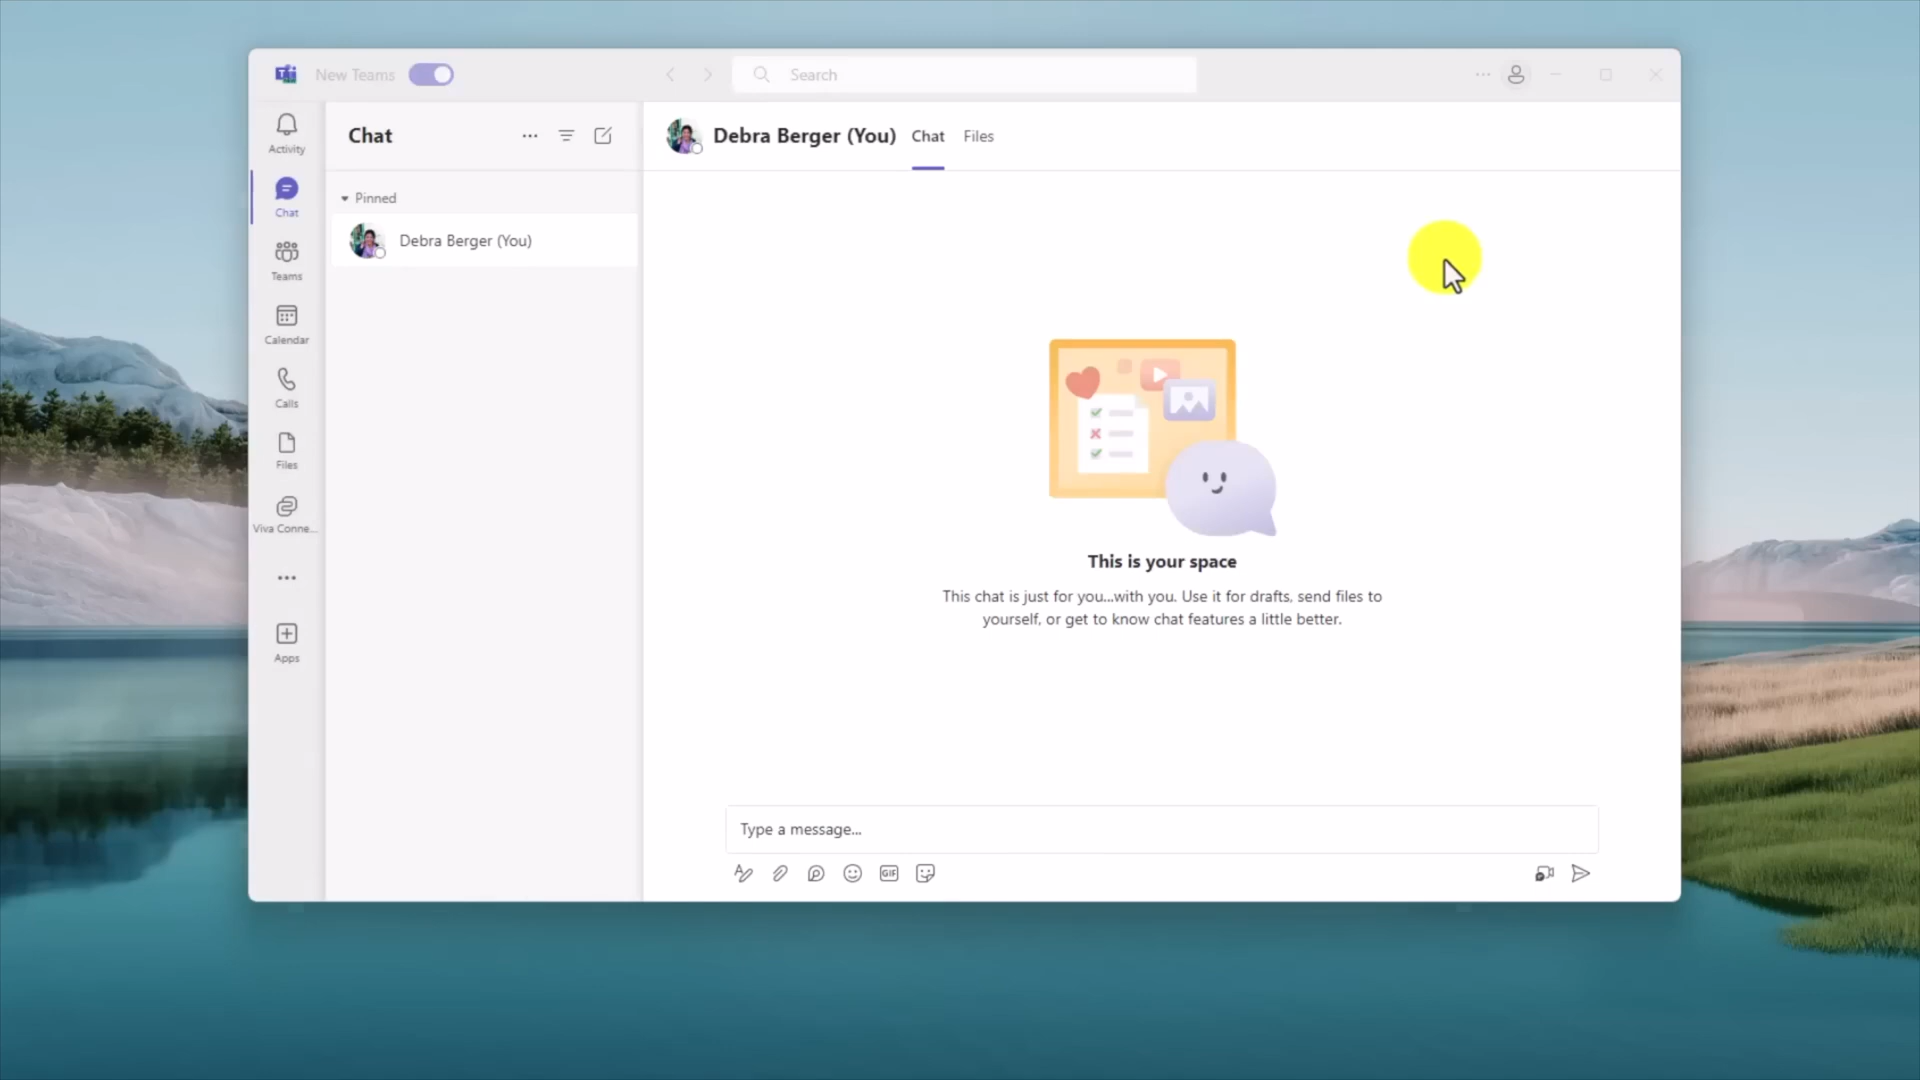 New Teams
Search
Activity
Chat
Teams
Calendar
Calls
Files
Viva Conne...
Apps
Chat
Pinned
Debra Berger (You)
Debra Berger (You) Chat Files
This is your space
This chat is just for you...with you. Use it for drafts, send files to
yourself, or get to know chat features a little better.
Type a message...
GIF